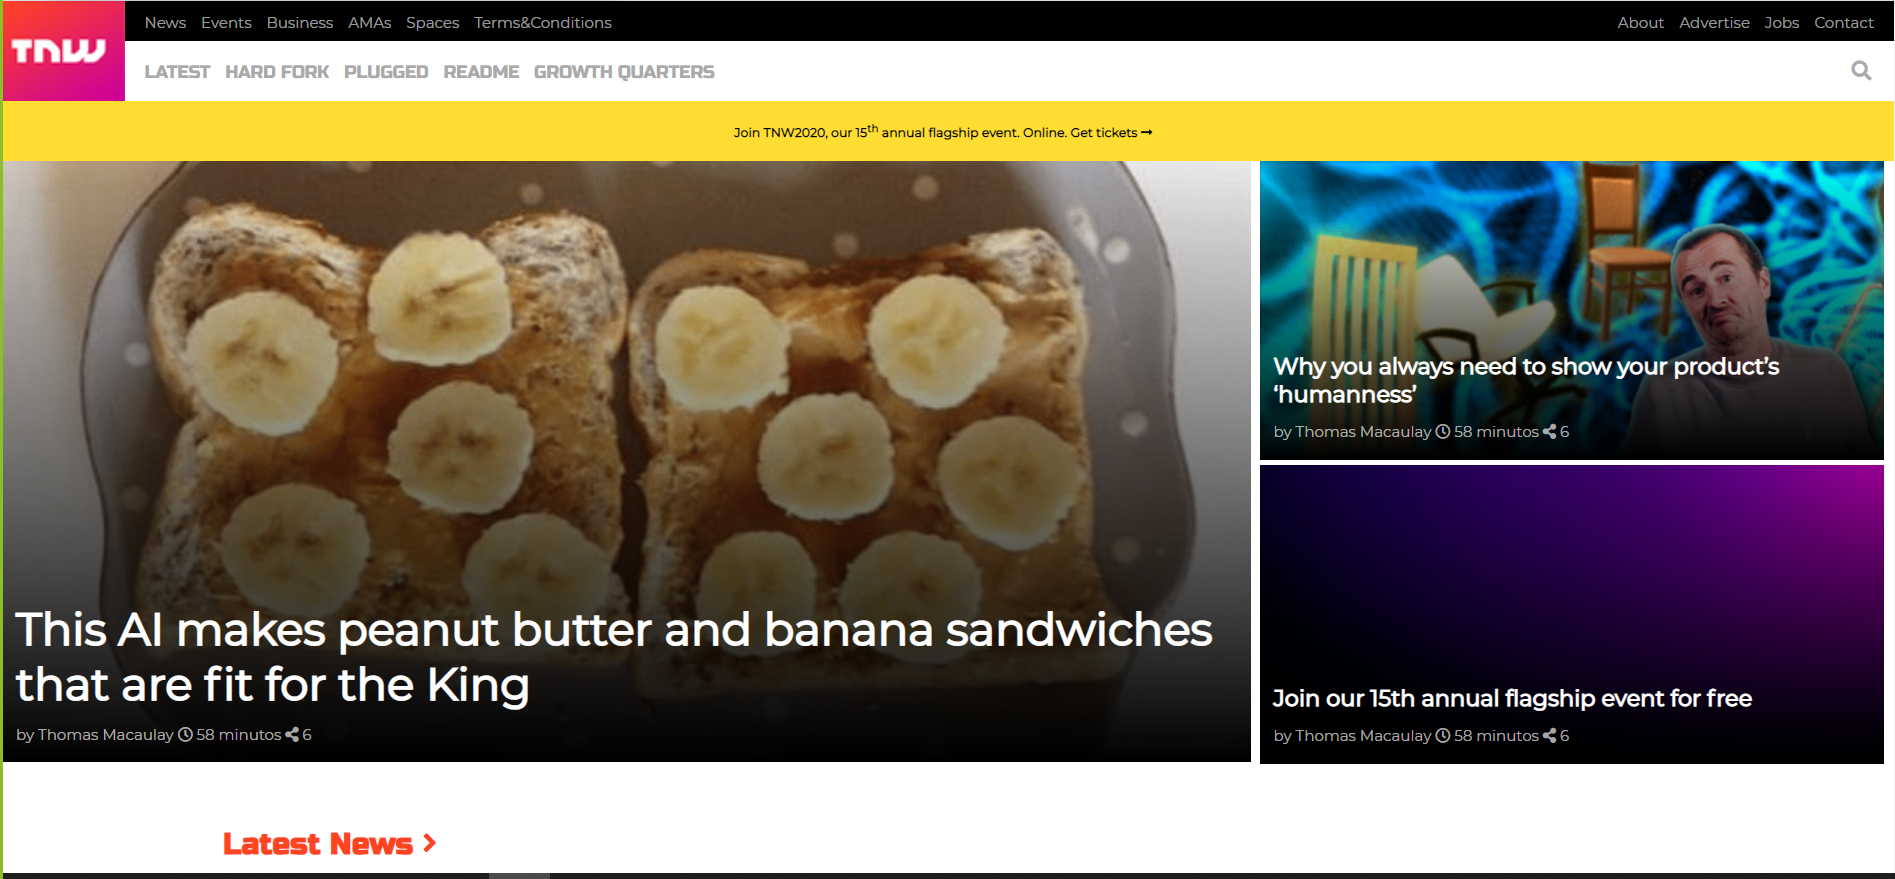 TNW
News Events Business AMAs Spaces Terms&Conditions
About Advertise Jobs Contact
LATEST HARD FORK PLUGGED README GROWTH QUARTERS
Join TNW2020, our 15th annual flagship event. Online. Get tickets →
This AI makes peanut butter and banana sandwiches
that are fit for the King
by Thomas Macaulay 58 minutos 6
Why you always need to show your product’s
‘humanness’
by Thomas Macaulay 58 minutos 6
Join our 15th annual flagship event for free
by Thomas Macaulay 58 minutos 6
Latest News >